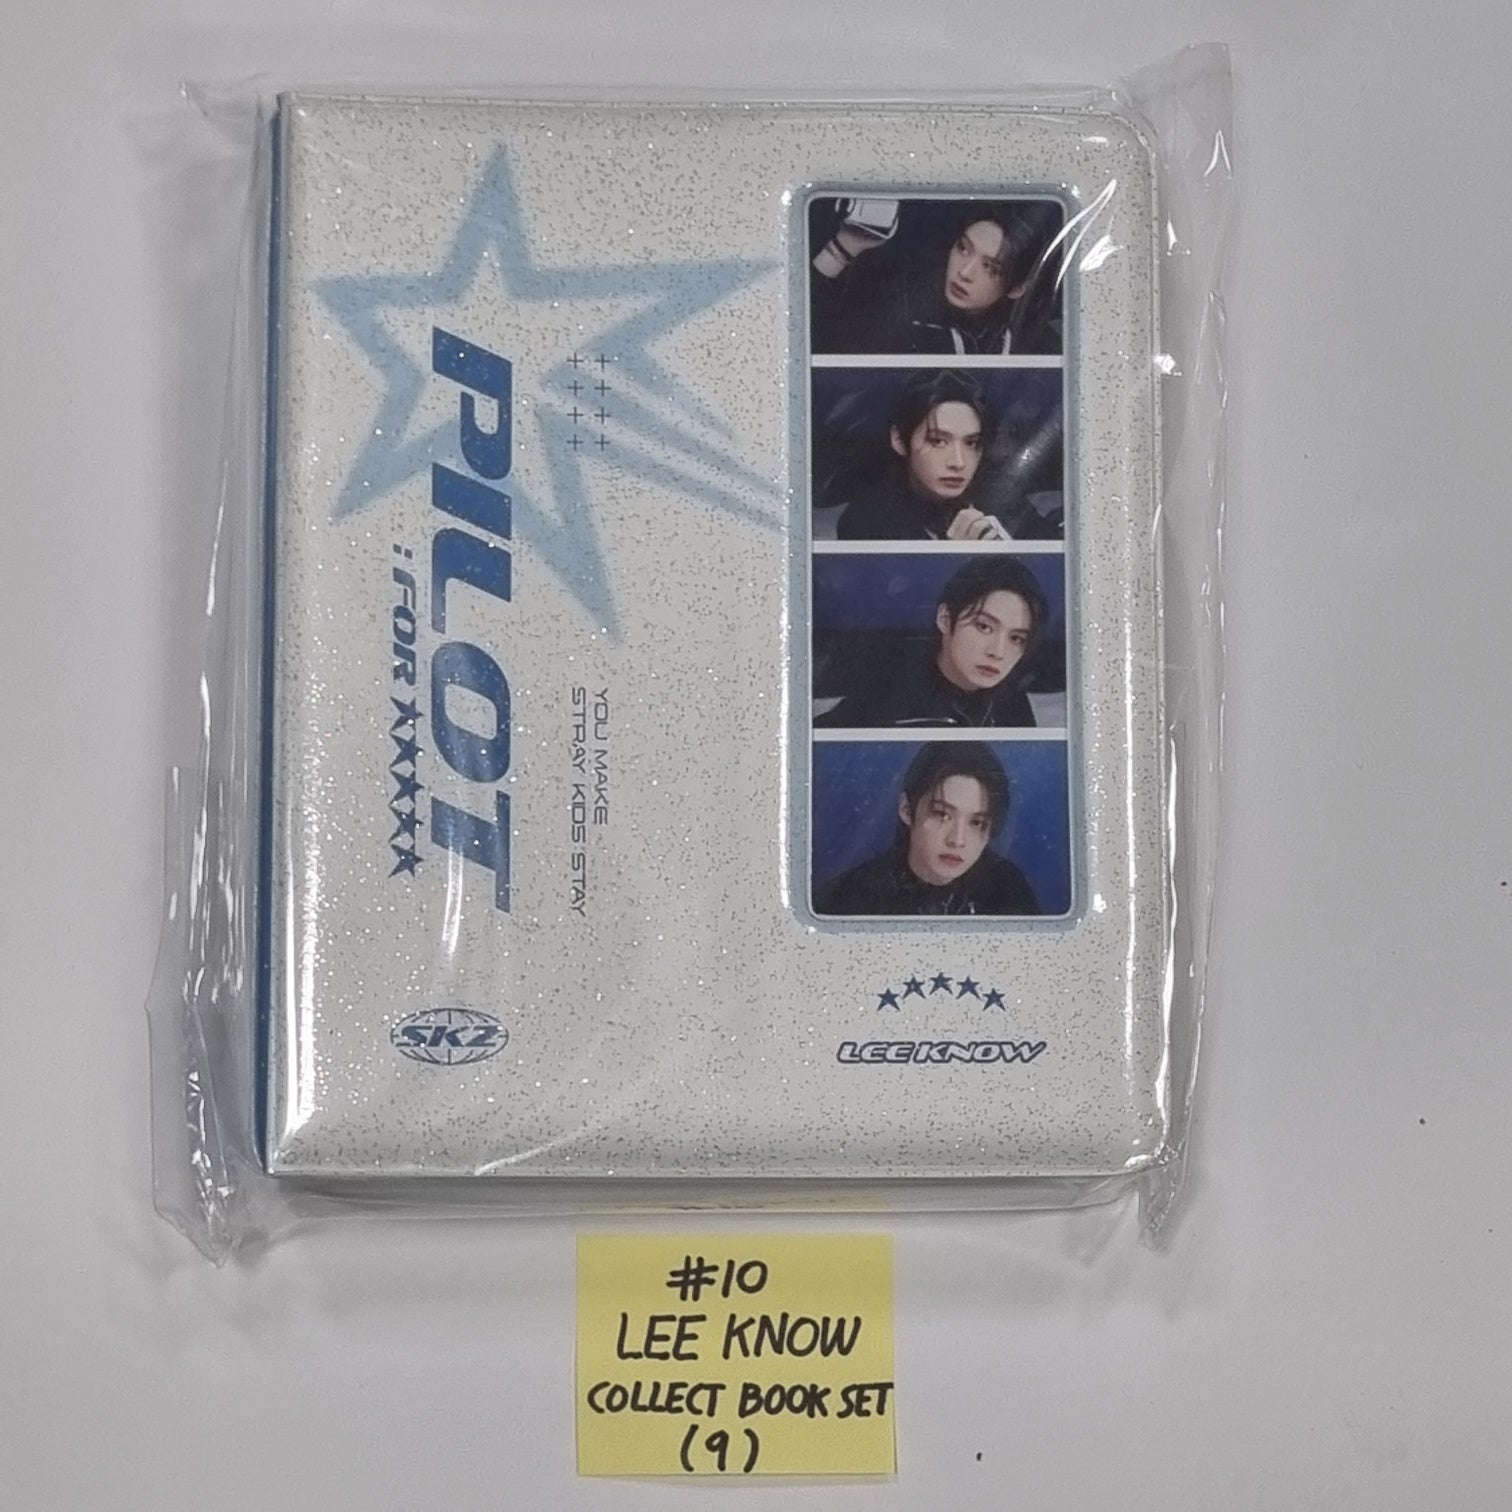 PILOT
: FOR ★★★★★
YOU MAKE
STRAY KIDS STAY
SKZ
LEE KNOW
#10
LEE KNOW
COLLECT BOOK SET
(9)